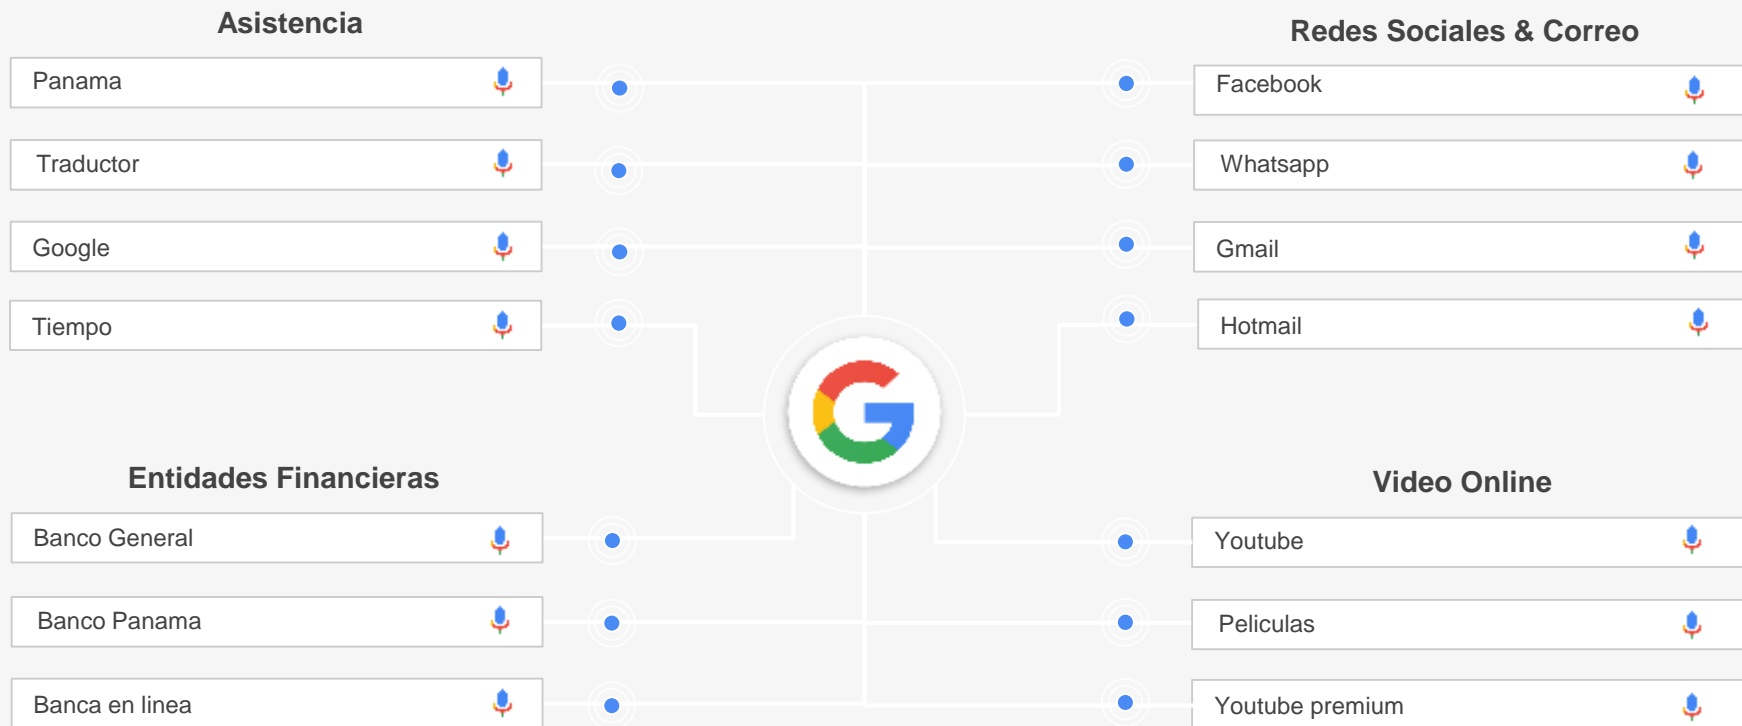 Asistencia
Panama
Traductor
Google
Tiempo
Redes Sociales & Correo
Facebook
Whatsapp
Gmail
Hotmail
Entidades Financieras
Banco General
Banco Panama
Banca en linea
Video Online
Youtube
Peliculas
Youtube premium